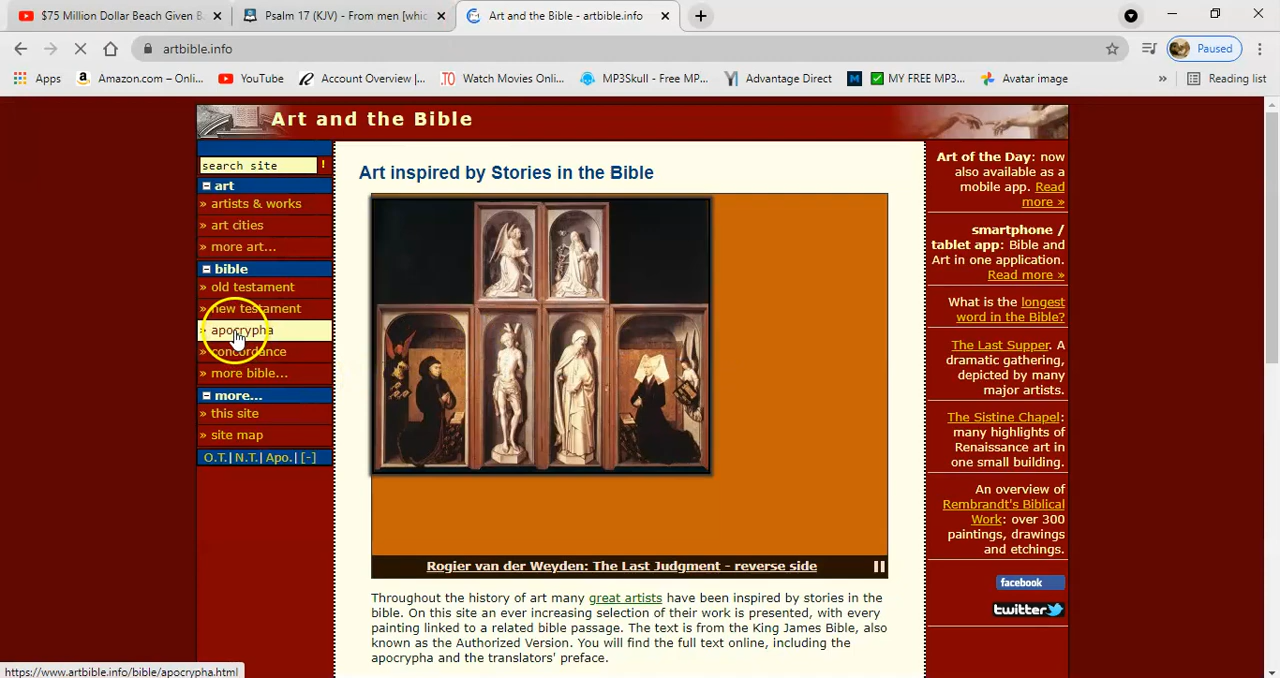 $75 Million Dollar Beach Given B
Psalm 17 (KJV) - From men [whic
Art and the Bible - artbible.info
artbible.info
Paused
Apps
Amazon.com – Onli...
YouTube
Account Overview |...
.TO Watch Movies Onl...
MP3Skull - Free MP...
Advantage Direct
M
MY FREE MP3...
Avatar image
»
Reading list
Art and the Bible
search site !
art
» artists & works
» art cities
» more art...
bible
» old testament
» new testament
» apocrypha
» concordance
» more bible...
more...
» this site
» site map
O.T.| N.T.| Apo.| [-]
Art inspired by Stories in the Bible
Rogier van der Weyden: The Last Judgment - reverse side
Throughout the history of art many great artists have been inspired by stories in the
bible. On this site an ever increasing selection of their work is presented, with every
painting linked to a related bible passage. The text is from the King James Bible, also
known as the Authorized Version. You will find the full text online, including the
apocrypha and the translators' preface.
Art of the Day: now
also available as a
mobile app. Read
more »
smartphone /
tablet app: Bible and
Art in one application.
Read more »
What is the longest
word in the Bible?
The Last Supper. A
dramatic gathering,
depicted by many
major artists.
The Sistine Chapel:
many highlights of
Renaissance art in
one small building.
An overview of
Rembrandt's Biblical
Work: over 300
paintings, drawings
and etchings.
facebook
twitter
https://www.artbible.info/bible/apocrypha.html